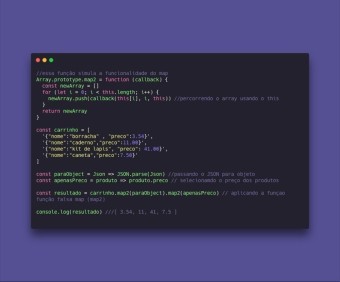 //essa função simula a funcionalidade do map
Array.prototype.map2 = function (callback) {
const newArray = []
for (let i = 0; i < this.length; i++) {
newArray.push(callback(this[i], i, this)) //percorrendo o array usando o this
}
return newArray
}
const carrinho = [
'{"nome":"borracha" , "preco":3.54}',
'{"nome":"caderno","preco":11.00}',
'{"nome":"kit de lapis", "preco": 41.00}',
'{"nome":"caneta","preco":7.50}'
]
const paraObject = Json => JSON.parse(Json) //passando o JSON para objeto
const apenasPreco = produto => produto.preco // selecionando o preço dos produtos
const resultado = carrinho.map2(paraObject).map2(apenasPreco) // aplicando a função
função falsa map (map2)
console.log(resultado) //[ 3.54, 11, 41, 7.5 ]